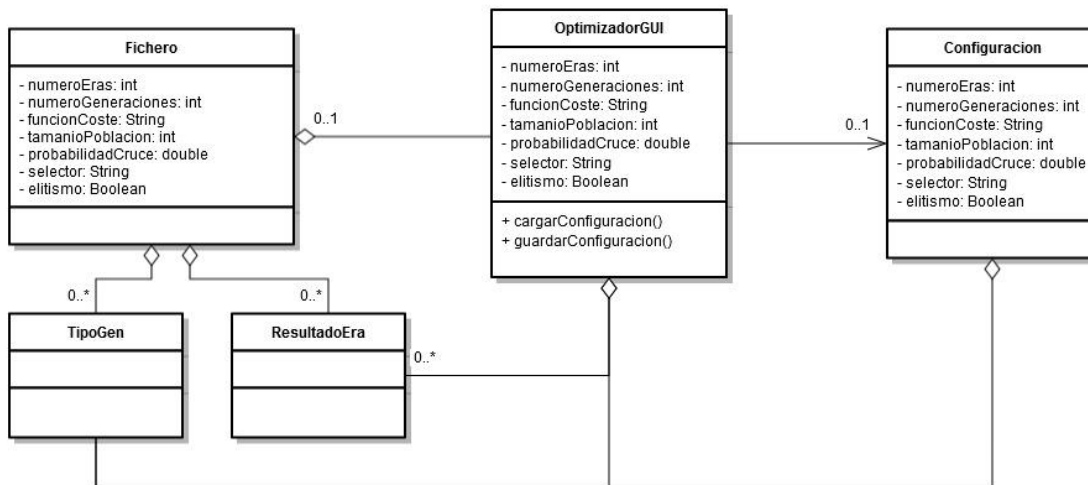 Fichero
- numeroEras: int
- numeroGeneraciones: int
- funcionCoste: String
- tamanioPoblacion: int
- probabilidadCruce: double
- selector: String
- elitismo: Boolean
0..1
OptimizadorGUI
- numeroEras: int
- numeroGeneraciones: int
- funcionCoste: String
- tamanioPoblacion: int
- probabilidadCruce: double
- selector: String
- elitismo: Boolean
+ cargarConfiguracion()
+ guardarConfiguracion()
0..1
Configuracion
- numeroEras: int
- numeroGeneraciones: int
- funcionCoste: String
- tamanioPoblacion: int
- probabilidadCruce: double
- selector: String
- elitismo: Boolean
0..*
0..*
TipoGen
ResultadoEra
0..*